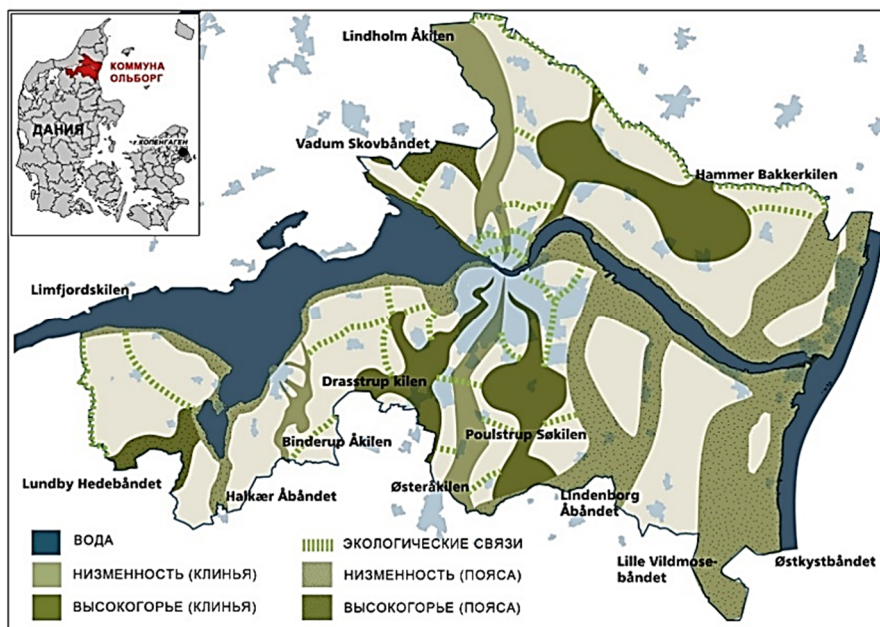 КОММУНА
ОЛЬБОРГ
ДАНИЯ
г. КОПЕНГАГЕН
Lindholm Åkilen
Vadum Skovbåndet
Hammer Bakkerkilen
Limfjordskilen
Drasstrup kilen
Binderup Åkilen
Poulstrup Søkilen
Lundby Hedebåndet
Halkær Åbåndet
Østeråkilen
Lindenborg
Åbåndet
Lille Vildmose-
båndet
Østkystbåndet
ВОДА
НИЗМЕННОСТЬ (КЛИНЬЯ)
ВЫСОКОГОРЬЕ (КЛИНЬЯ)
ЭКОЛОГИЧЕСКИЕ СВЯЗИ
НИЗМЕННОСТЬ (ПОЯСА)
ВЫСОКОГОРЬЕ (ПОЯСА)